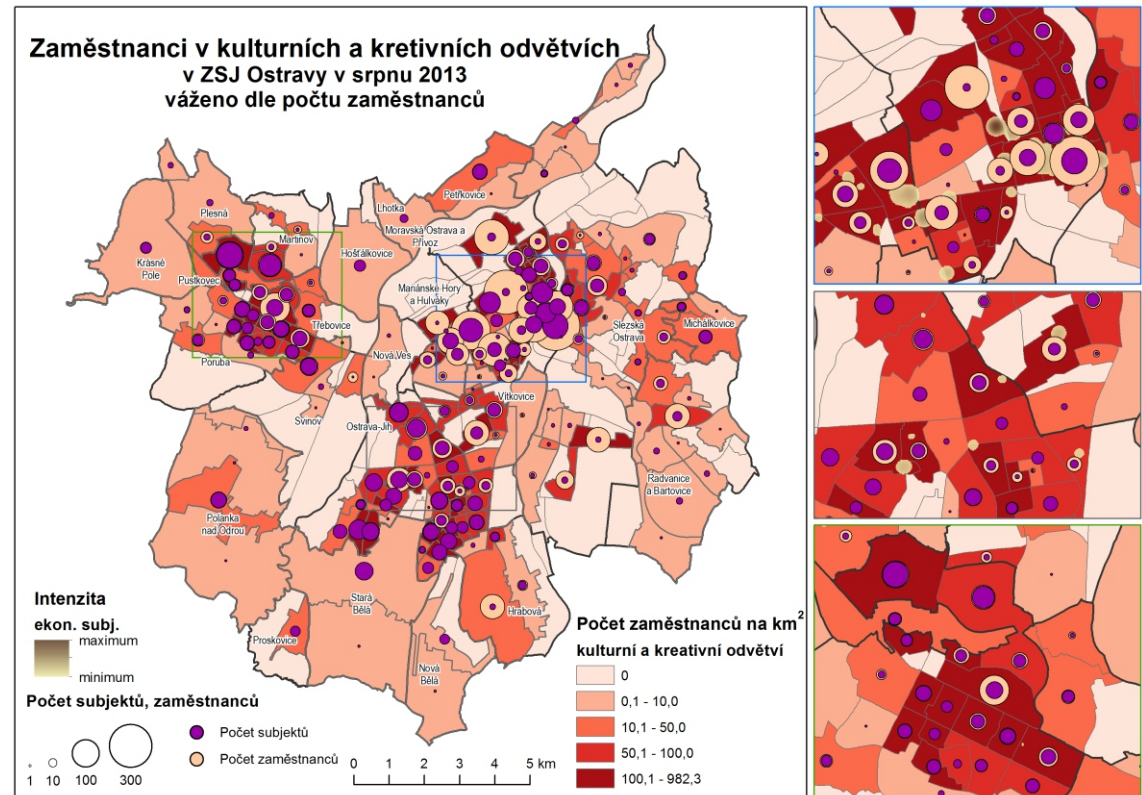 Zaměstnanci v kulturních a kretivních odvětvích
v ZSJ Ostravy v srpnu 2013
váženo dle počtu zaměstnanců
Petřkovice
Lhotka
Plesná
Moravská Ostrava a
Přívoz
Martinov
Hošťálkovice
Krásné
Pole
Pustkovec
Mariánské Hory
a Hulváky
Třebovice
Slezská
Ostrava
Michálkovice
Nová Ves
Poruba
Vítkovice
Svinov
Ostrava-Jih
Radvanice
a Bartovice
Polanka
nad Odrou
Stará
Bělá
Hrabová
Proskovice
Nová
Bělá
Intenzita
ekon. subj.
maximum
minimum
Počet subjektů, zaměstnanců
1 10 100 300
Počet subjektů
Počet zaměstnanců
0 1 2 3 4 5 km
Počet zaměstnanců na km2
kulturní a kreativní odvětví
0
0,1 - 10,0
10,1 - 50,0
50,1 - 100,0
100,1 - 982,3